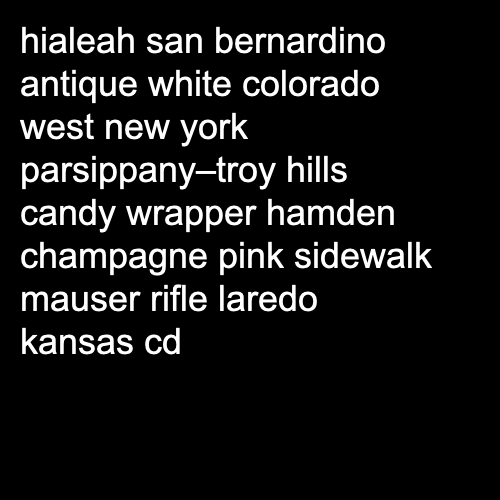 hialeah san bernardino
antique white colorado
west new york
parsippany–troy hills
candy wrapper hamden
champagne pink sidewalk
mauser rifle laredo
kansas cd